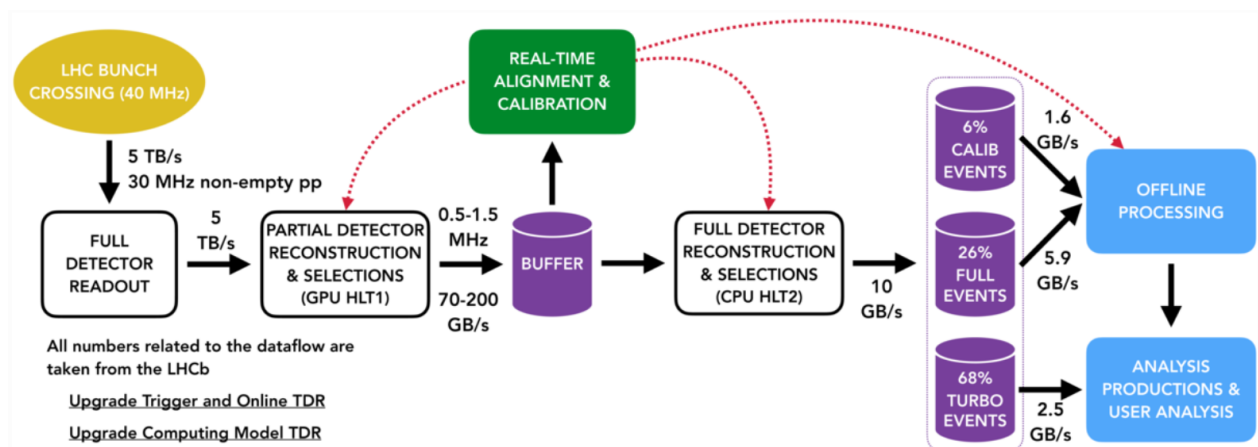 LHC BUNCH
CROSSING (40 MHz)
5 TB/s
30 MHz non-empty pp
FULL
DETECTOR
READOUT
5
TB/s
PARTIAL DETECTOR
RECONSTRUCTION
& SELECTIONS
(GPU HLT1)
0.5-1.5
MHz
70-200
GB/s
BUFFER
REAL-TIME
ALIGNMENT &
CALIBRATION
FULL DETECTOR
RECONSTRUCTION
& SELECTIONS
(CPU HLT2)
10
GB/s
6%
CALIB
EVENTS
26%
FULL
EVENTS
68%
TURBO
EVENTS
1.6
GB/s
5.9
GB/s
2.5
GB/s
OFFLINE
PROCESSING
ANALYSIS
PRODUCTIONS &
USER ANALYSIS
All numbers related to the dataflow are
taken from the LHCb
Upgrade Trigger and Online TDR
Upgrade Computing Model TDR